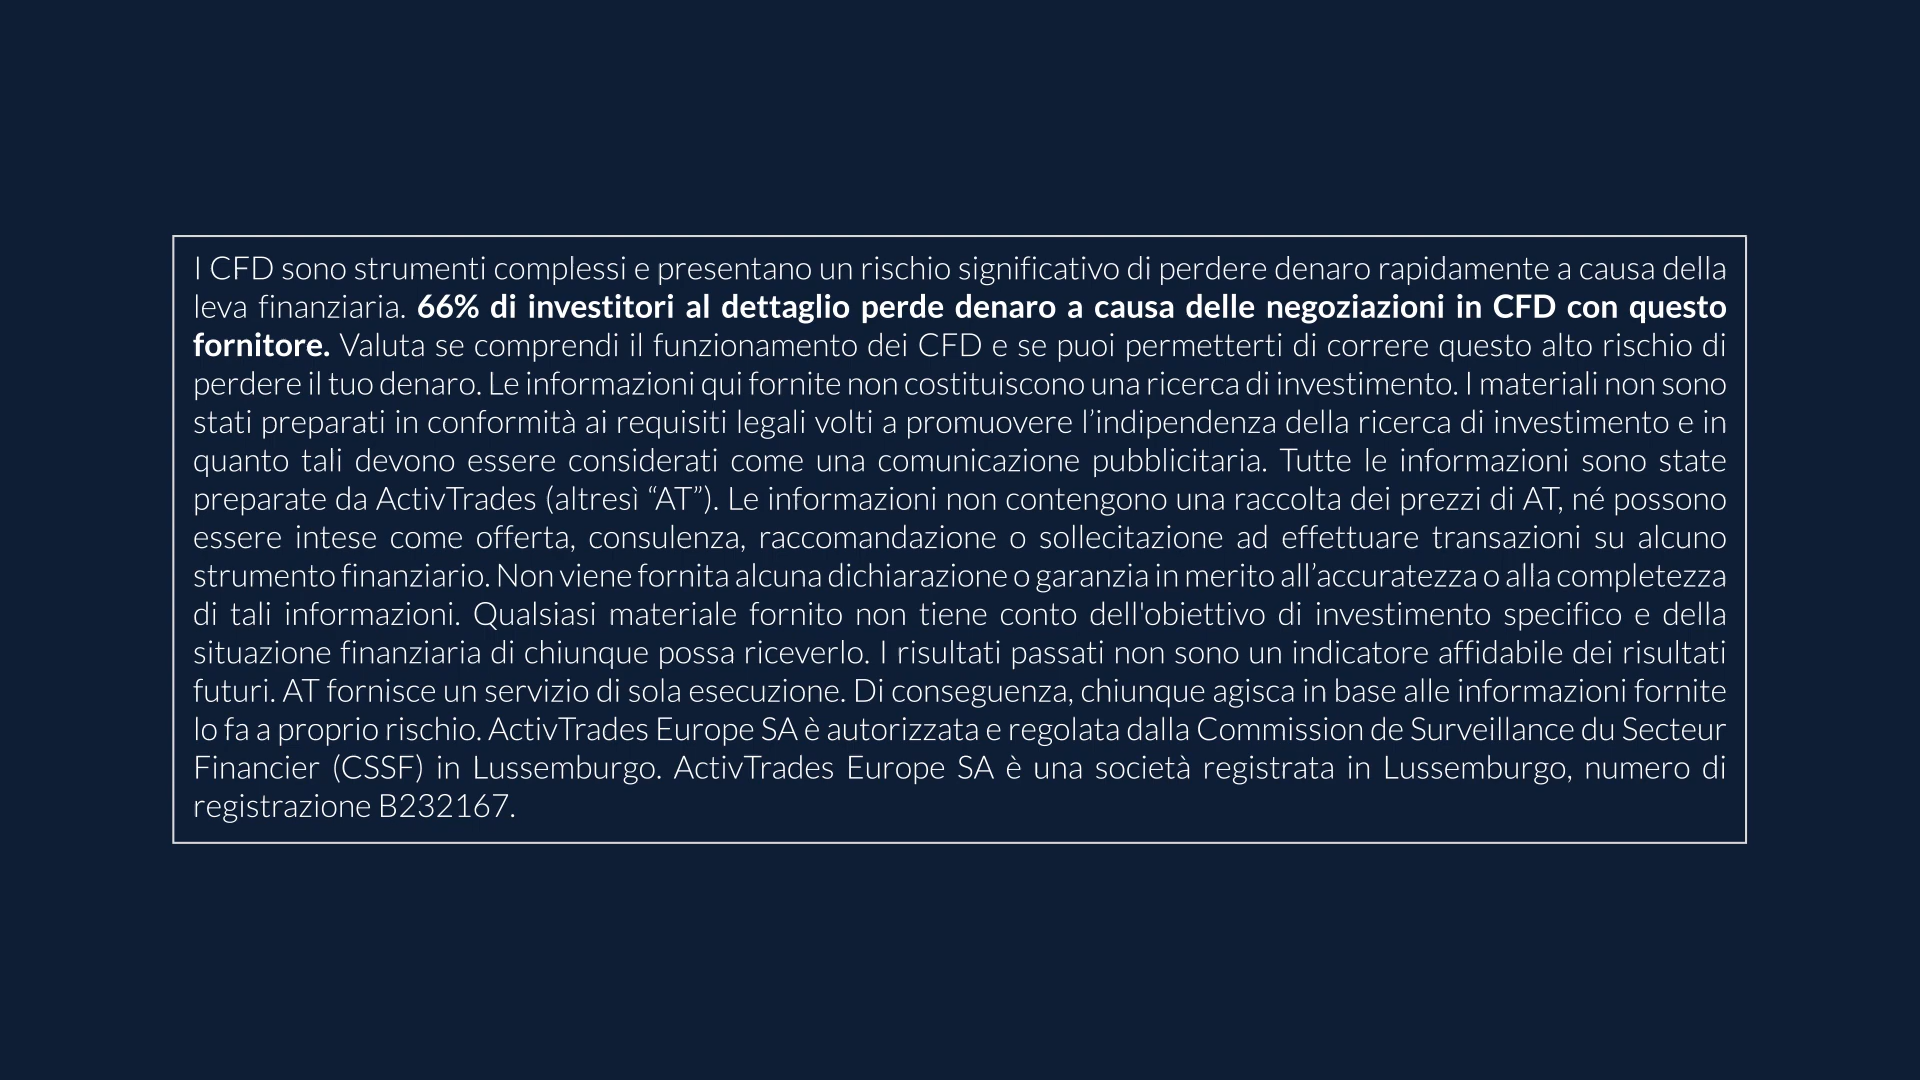 I CFD sono strumenti complessi e presentano un rischio significativo di perdere denaro rapidamente a causa della
leva finanziaria. 66% di investitori al dettaglio perde denaro a causa delle negoziazioni in CFD con questo
fornitore. Valuta se comprendi il funzionamento dei CFD e se puoi permetterti di correre questo alto rischio di
perdere il tuo denaro. Le informazioni qui fornite non costituiscono una ricerca di investimento. I materiali non sono
stati preparati in conformità ai requisiti legali volti a promuovere l’indipendenza della ricerca di investimento e in
quanto tali devono essere considerati come una comunicazione pubblicitaria. Tutte le informazioni sono state
preparate da ActivTrades (altresì “AT”). Le informazioni non contengono una raccolta dei prezzi di AT, né possono
essere intese come offerta, consulenza, raccomandazione o sollecitazione ad effettuare transazioni su alcuno
strumento finanziario. Non viene fornita alcuna dichiarazione o garanzia in merito all’accuratezza o alla completezza
di tali informazioni. Qualsiasi materiale fornito non tiene conto dell'obiettivo di investimento specifico e della
situazione finanziaria di chiunque possa riceverlo. I risultati passati non sono un indicatore affidabile dei risultati
futuri. AT fornisce un servizio di sola esecuzione. Di conseguenza, chiunque agisca in base alle informazioni fornite
lo fa a proprio rischio. ActivTrades Europe SA è autorizzata e regolata dalla Commission de Surveillance du Secteur
Financier (CSSF) in Lussemburgo. ActivTrades Europe SA è una società registrata in Lussemburgo, numero di
registrazione B232167.